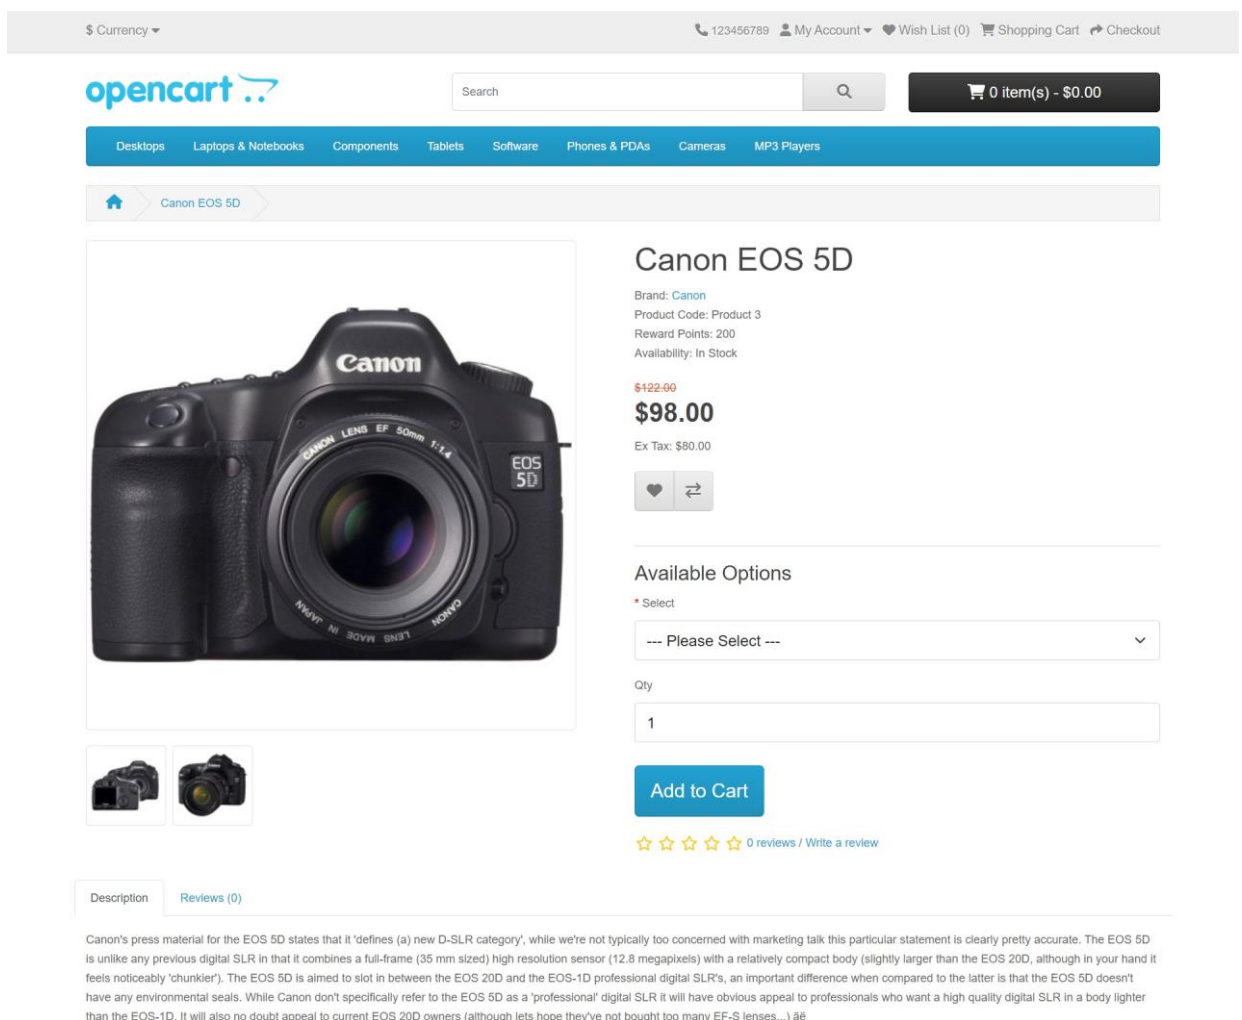 $ Currency
123456789 My Account Wish List (0) Shopping Cart Checkout
opencart
Search
0 item(s) - $0.00
Desktops Laptops & Notebooks Components Tablets Software Phones & PDAs Cameras MP3 Players
Canon EOS 5D
Canon
CANON LENS EF 50mm 1:1.4
EOS
5D
CANON LENS MADE IN JAPAN
Canon EOS 5D
Brand: Canon
Product Code: Product 3
Reward Points: 200
Availability: In Stock
$122.00
$98.00
Ex Tax: $80.00
Available Options
* Select
--- Please Select ---
Qty
1
Add to Cart
0 reviews / Write a review
Description Reviews (0)
Canon's press material for the EOS 5D states that it 'defines (a) new D-SLR category', while we're not typically too concerned with marketing talk this particular statement is clearly pretty accurate. The EOS 5D
is unlike any previous digital SLR in that it combines a full-frame (35 mm sized) high resolution sensor (12.8 megapixels) with a relatively compact body (slightly larger than the EOS 20D, although in your hand it
feels noticeably 'chunkier'). The EOS 5D is aimed to slot in between the EOS 20D and the EOS-1D professional digital SLR's, an important difference when compared to the latter is that the EOS 5D doesn't
have any environmental seals. While Canon don't specifically refer to the EOS 5D as a 'professional' digital SLR it will have obvious appeal to professionals who want a high quality digital SLR in a body lighter
than the EOS-1D. It will also no doubt appeal to current EOS 20D owners (although lets hope they've not bought too many EF-S lenses...) äë